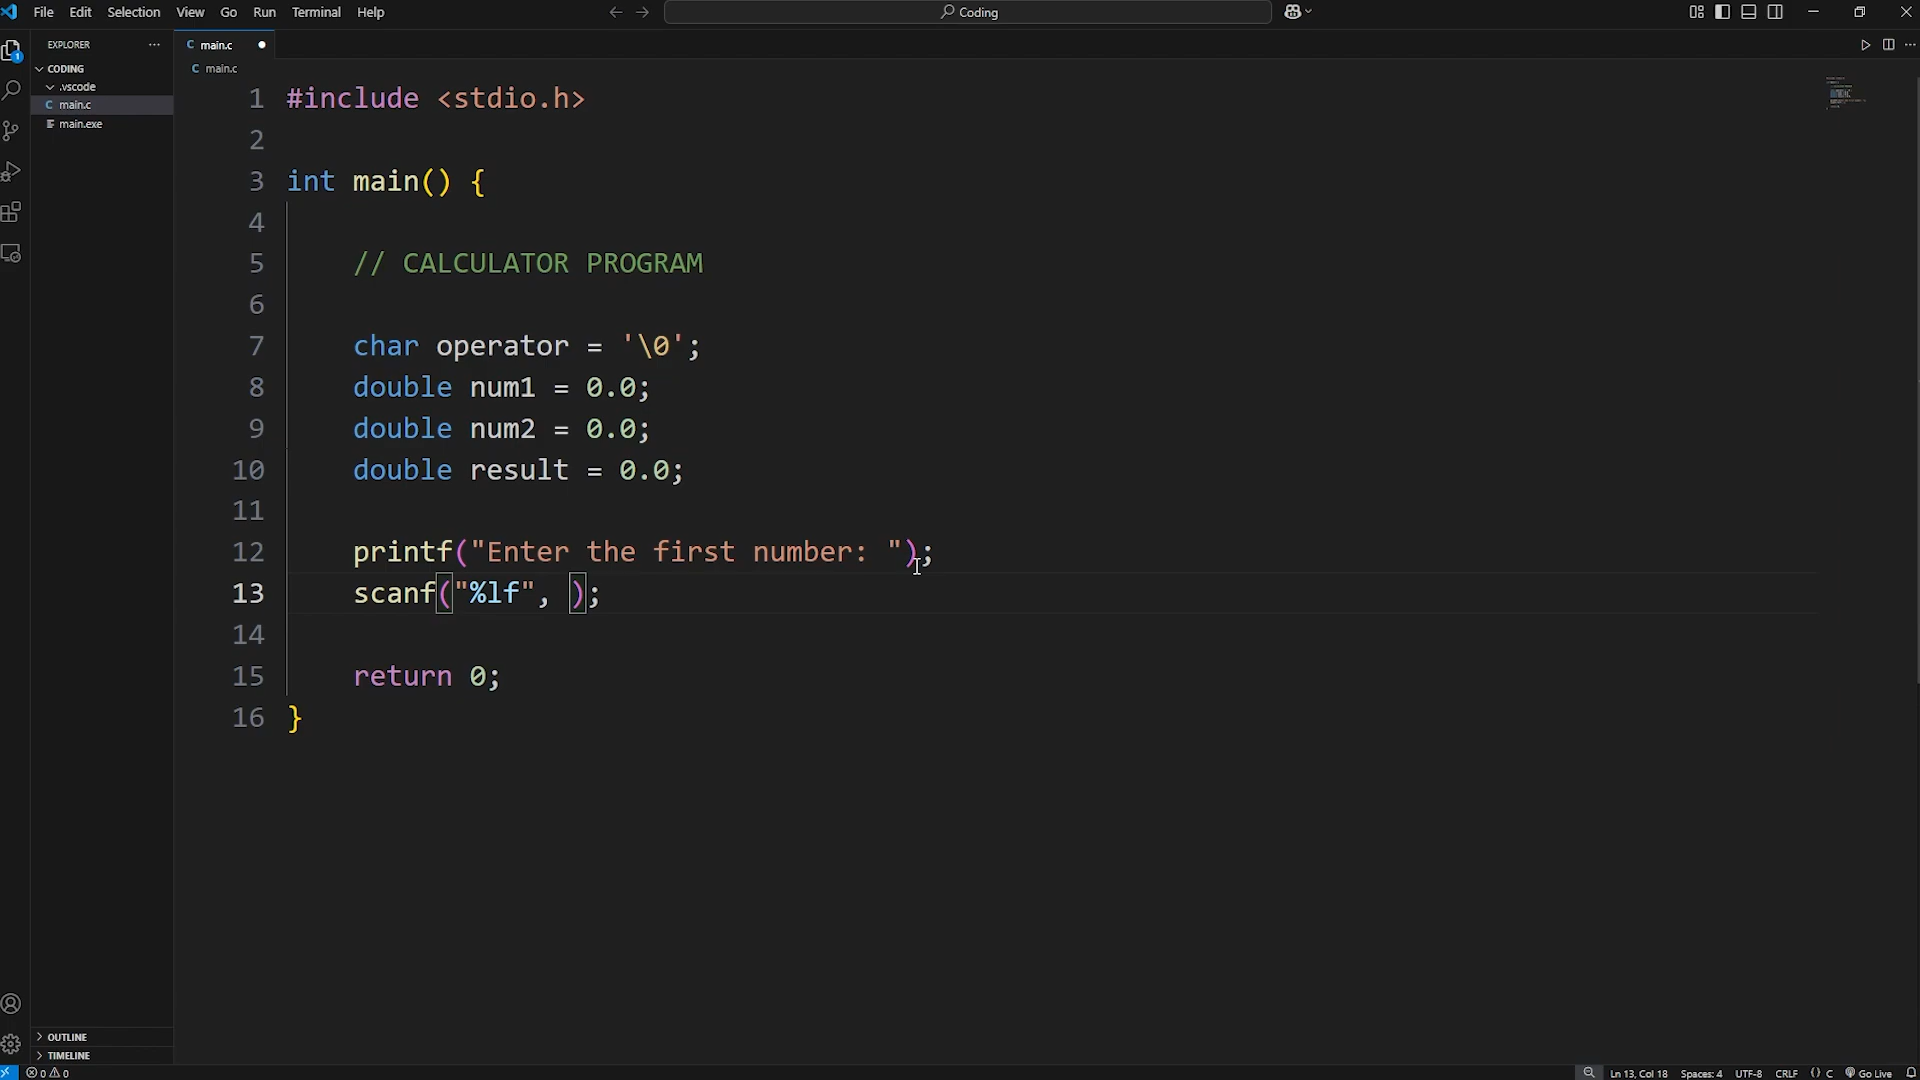 File Edit Selection View Go Run Terminal Help
Coding
EXPLORER
main.c
CODING
C main.c
.vscode
C main.c
main.exe
1 #include <stdio.h>
2
3 int main() {
4
5 // CALCULATOR PROGRAM
6
7 char operator = '\0';
8 double num1 = 0.0;
9 double num2 = 0.0;
10 double result = 0.0;
11
12 printf("Enter the first number: ");
13 scanf("%lf", );
14
15 return 0;
16 }
1
OUTLINE
TIMELINE
0 0 Ln 13, Col 18 Spaces: 4 UTF-8 CRLF {} C Go Live